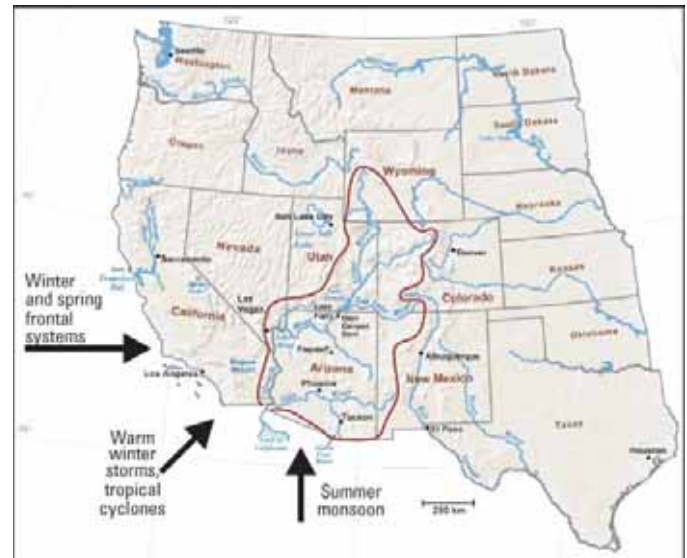 Seattle
Washington
Montana
North Dakota
South Dakota
Oregon
Wyoming
Nebraska
Salt Lake City
Nevada
Utah
Denver
Sacramento
Colorado
Kansas
Winter
and spring
frontal
systems
California
Las
Vegas
Oklahoma
Los Angeles
Flagstaff
Arizona
Albuquerque
New Mexico
Phoenix
Tucson
Texas
El Paso
Houston
Warm
winter
storms,
tropical
cyclones
Summer
monsoon
250 km